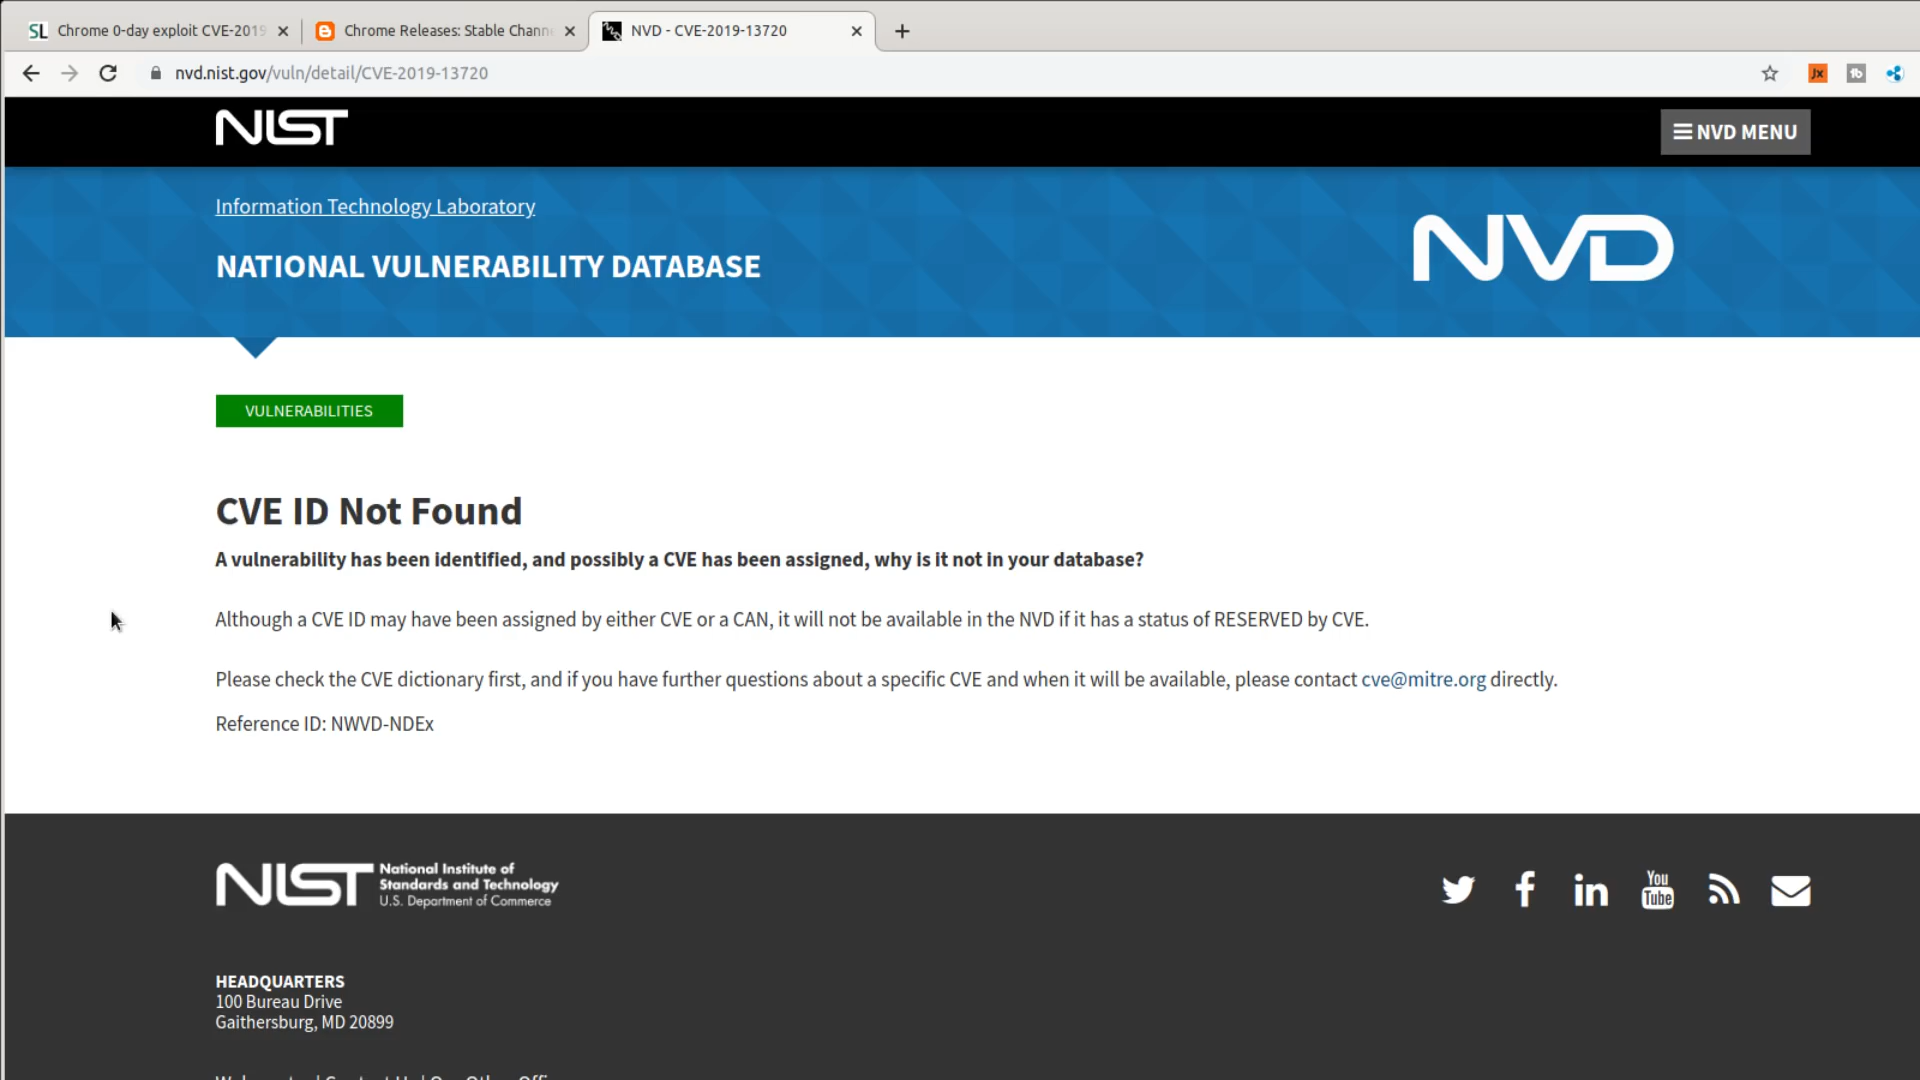 SL Chrome 0-day exploit CVE-2019
Chrome Releases: Stable Chann
NVD - CVE-2019-13720
nvd.nist.gov/vuln/detail/CVE-2019-13720
Jx
tb
NIST
NVD MENU
Information Technology Laboratory
NATIONAL VULNERABILITY DATABASE
NVD
VULNERABILITIES
CVE ID Not Found
A vulnerability has been identified, and possibly a CVE has been assigned, why is it not in your database?
Although a CVE ID may have been assigned by either CVE or a CAN, it will not be available in the NVD if it has a status of RESERVED by CVE.
Please check the CVE dictionary first, and if you have further questions about a specific CVE and when it will be available, please contact cve@mitre.org directly.
Reference ID: NWVD-NDEx
NIST
National Institute of
Standards and Technology
U.S. Department of Commerce
You
Tube
HEADQUARTERS
100 Bureau Drive
Gaithersburg, MD 20899